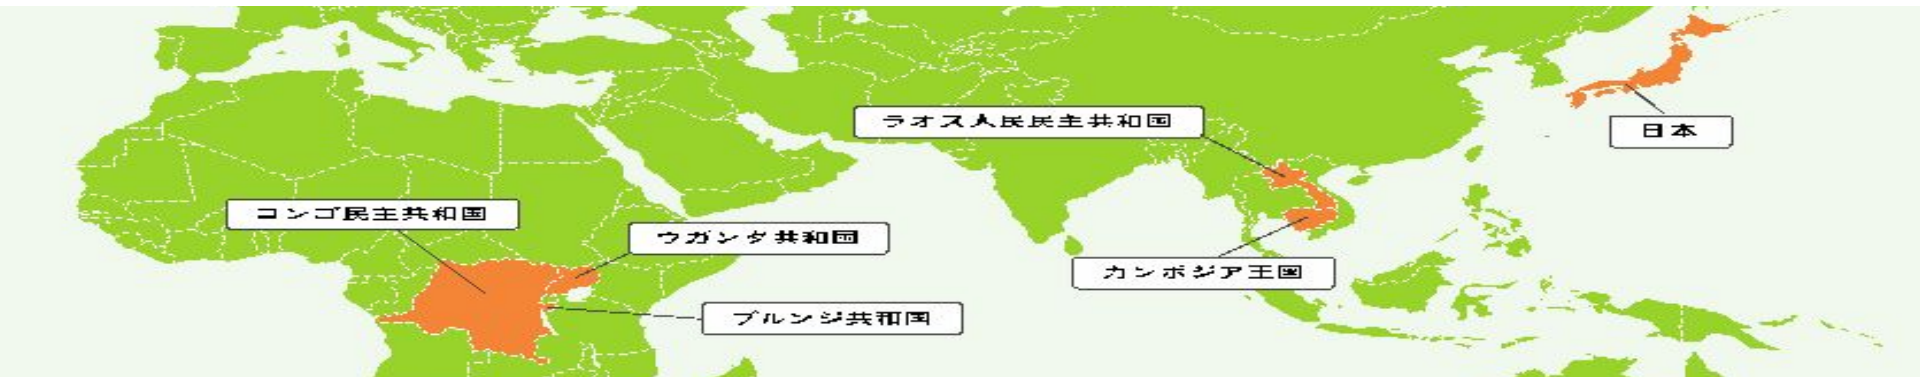 ラオス人民民主共和国
日本
コンゴ民主共和国
ウガンダ共和国
カンボジア王国
ブルンジ共和国